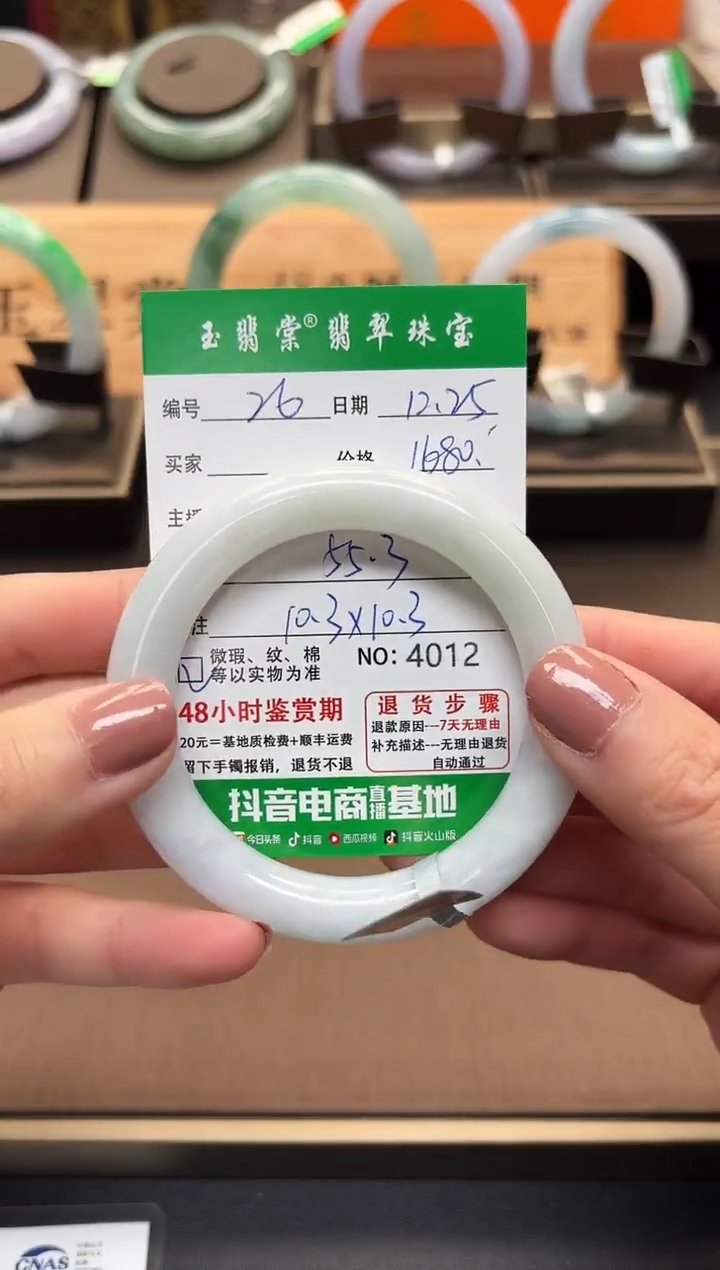 玉翡棠® 翡翠珠宝
编号 26 日期 12.25
买家 价格 1680.
主
55.3
注 10.3x10.3
微瑕、纹、棉
等以实物为准
NO: 4012
48小时鉴赏期
20元=基地质检费+顺丰运费
留下手镯报销，退货不退
退货步骤
退款原因---7天无理由
补充描述---无理由退货
自动通过
抖音电商直播基地
今日头条 抖音 西瓜视频 抖音火山版
CNAS